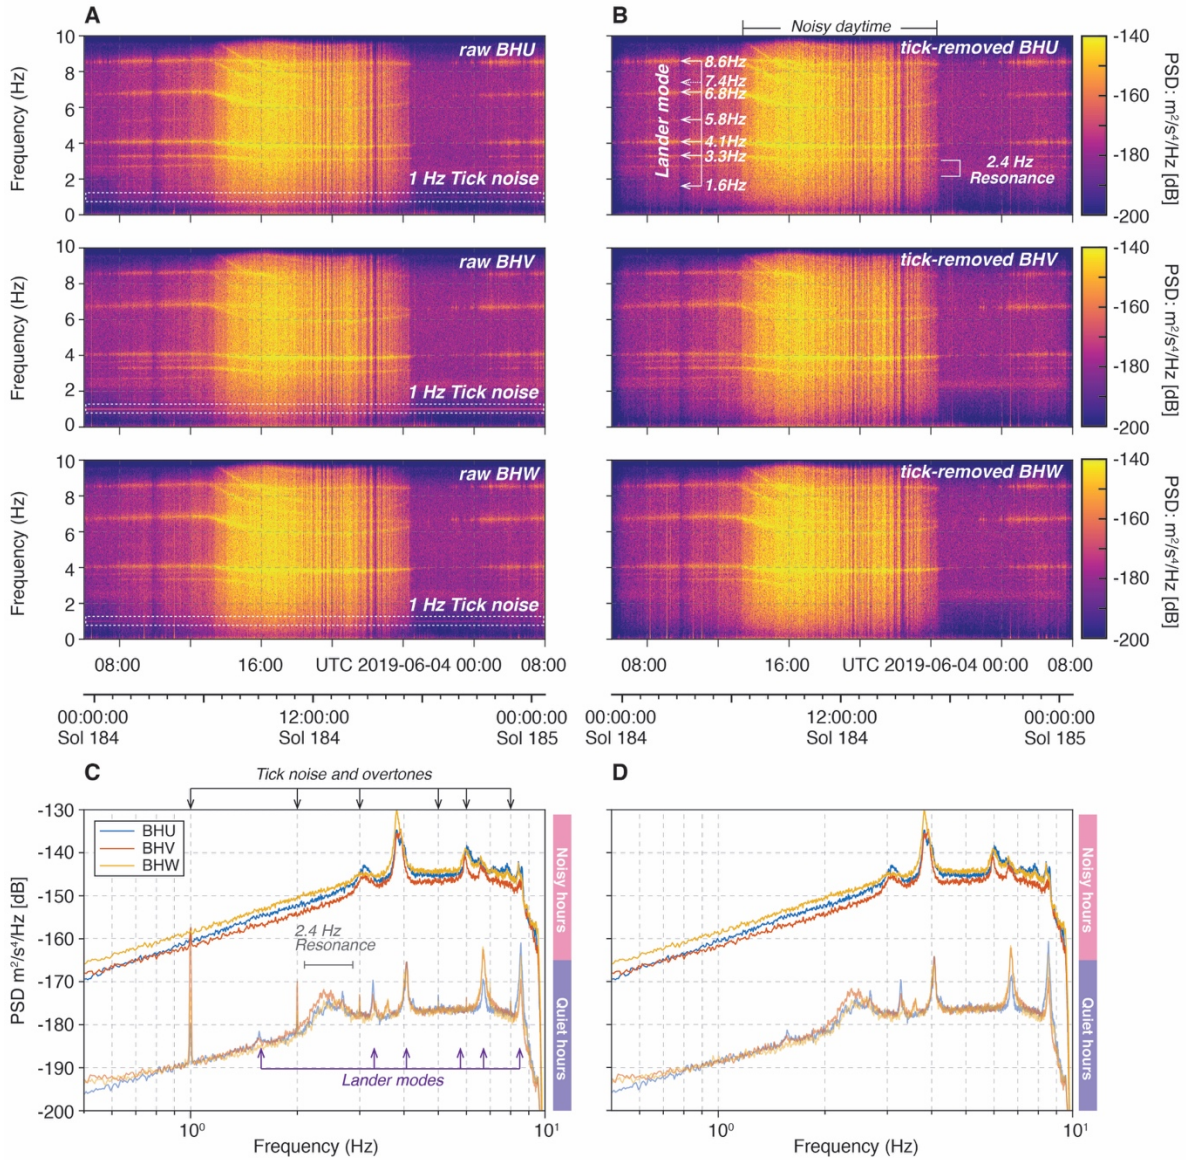 A
B
Noisy daytime
10
8
6
4
2
0
Frequency (Hz)
raw BHU
1 Hz Tick noise
tick-removed BHU
Lander mode
8.6Hz
7.4Hz
6.8Hz
5.8Hz
4.1Hz
3.3Hz
1.6Hz
2.4 Hz
Resonance
-140
-160
-180
-200
PSD: m²/s⁴/Hz [dB]
10
8
6
4
2
0
Frequency (Hz)
raw BHV
1 Hz Tick noise
tick-removed BHV
-140
-160
-180
-200
PSD: m²/s⁴/Hz [dB]
10
8
6
4
2
0
Frequency (Hz)
raw BHW
1 Hz Tick noise
tick-removed BHW
-140
-160
-180
-200
PSD: m²/s⁴/Hz [dB]
08:00 16:00 UTC 2019-06-04 00:00 08:00
08:00 16:00 UTC 2019-06-04 00:00 08:00
00:00:00 12:00:00 00:00:00
Sol 184 Sol 184 Sol 185
00:00:00 12:00:00 00:00:00
Sol 184 Sol 184 Sol 185
C
Tick noise and overtones
-130
-140
-150
-160
-170
-180
-190
-200
PSD m²/s⁴/Hz [dB]
BHU
BHV
BHW
2.4 Hz
Resonance
Lander modes
Noisy hours
Quiet hours
10⁰ 10¹
Frequency (Hz)
D
Noisy hours
Quiet hours
10⁰ 10¹
Frequency (Hz)